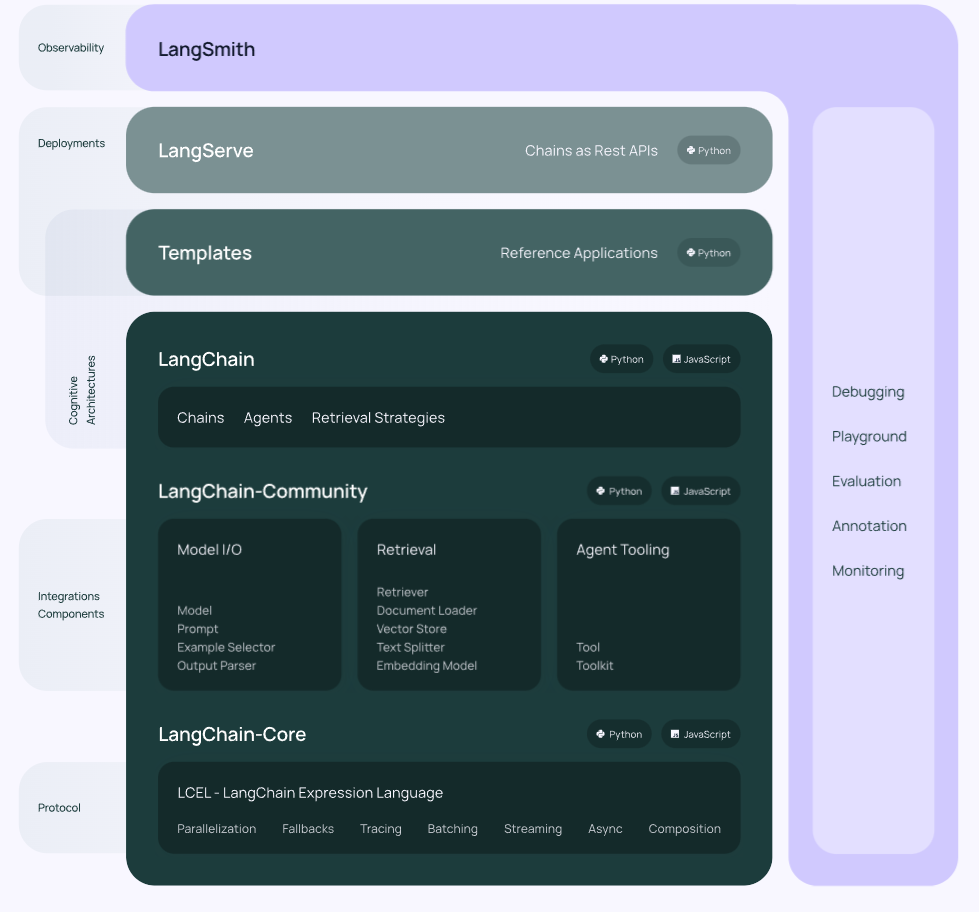 Observability
LangSmith
Deployments
LangServe
Chains as Rest APIs
Python
Templates
Reference Applications
Python
Cognitive
Architectures
LangChain
Python
JavaScript
Chains Agents Retrieval Strategies
LangChain-Community
Python
JavaScript
Integrations
Components
Model I/O
Model
Prompt
Example Selector
Output Parser
Retrieval
Retriever
Document Loader
Vector Store
Text Splitter
Embedding Model
Agent Tooling
Tool
Toolkit
LangChain-Core
Python
JavaScript
Protocol
LCEL - LangChain Expression Language
Parallelization Fallbacks Tracing Batching Streaming Async Composition
Debugging
Playground
Evaluation
Annotation
Monitoring